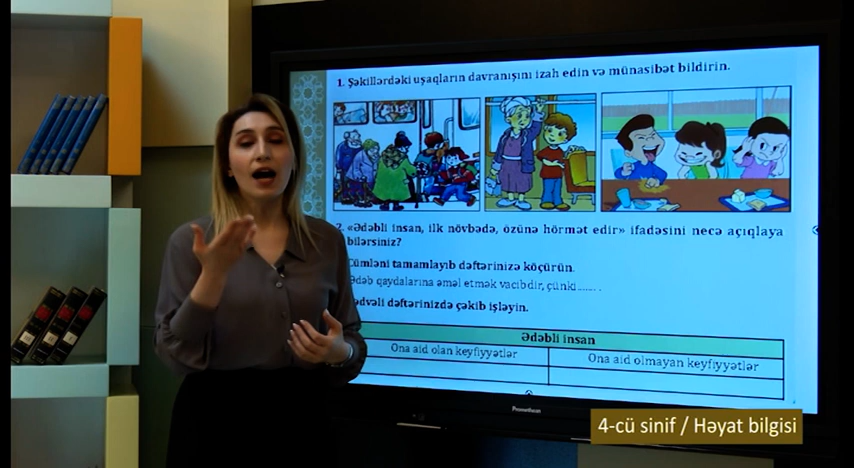 1. Şəkillərdəki uşaqların davranışını izah edin və münasibət bildirin.
2. «Ədəbli insan, ilk növbədə, özünə hörmət edir» ifadəsini necə açıqlaya
bilərsiniz?
Cümləni tamamlayıb dəftərinizə köçürün.
Ədəb qaydalarına əməl etmək vacibdir, çünki.......
ədvəli dəftərinizdə çəkib işləyin.
Ədəbli insan
Ona aid olan keyfiyyətlər
Ona aid olmayan keyfiyyətlər
Promethean
4-cü sinif / Həyat bilgisi